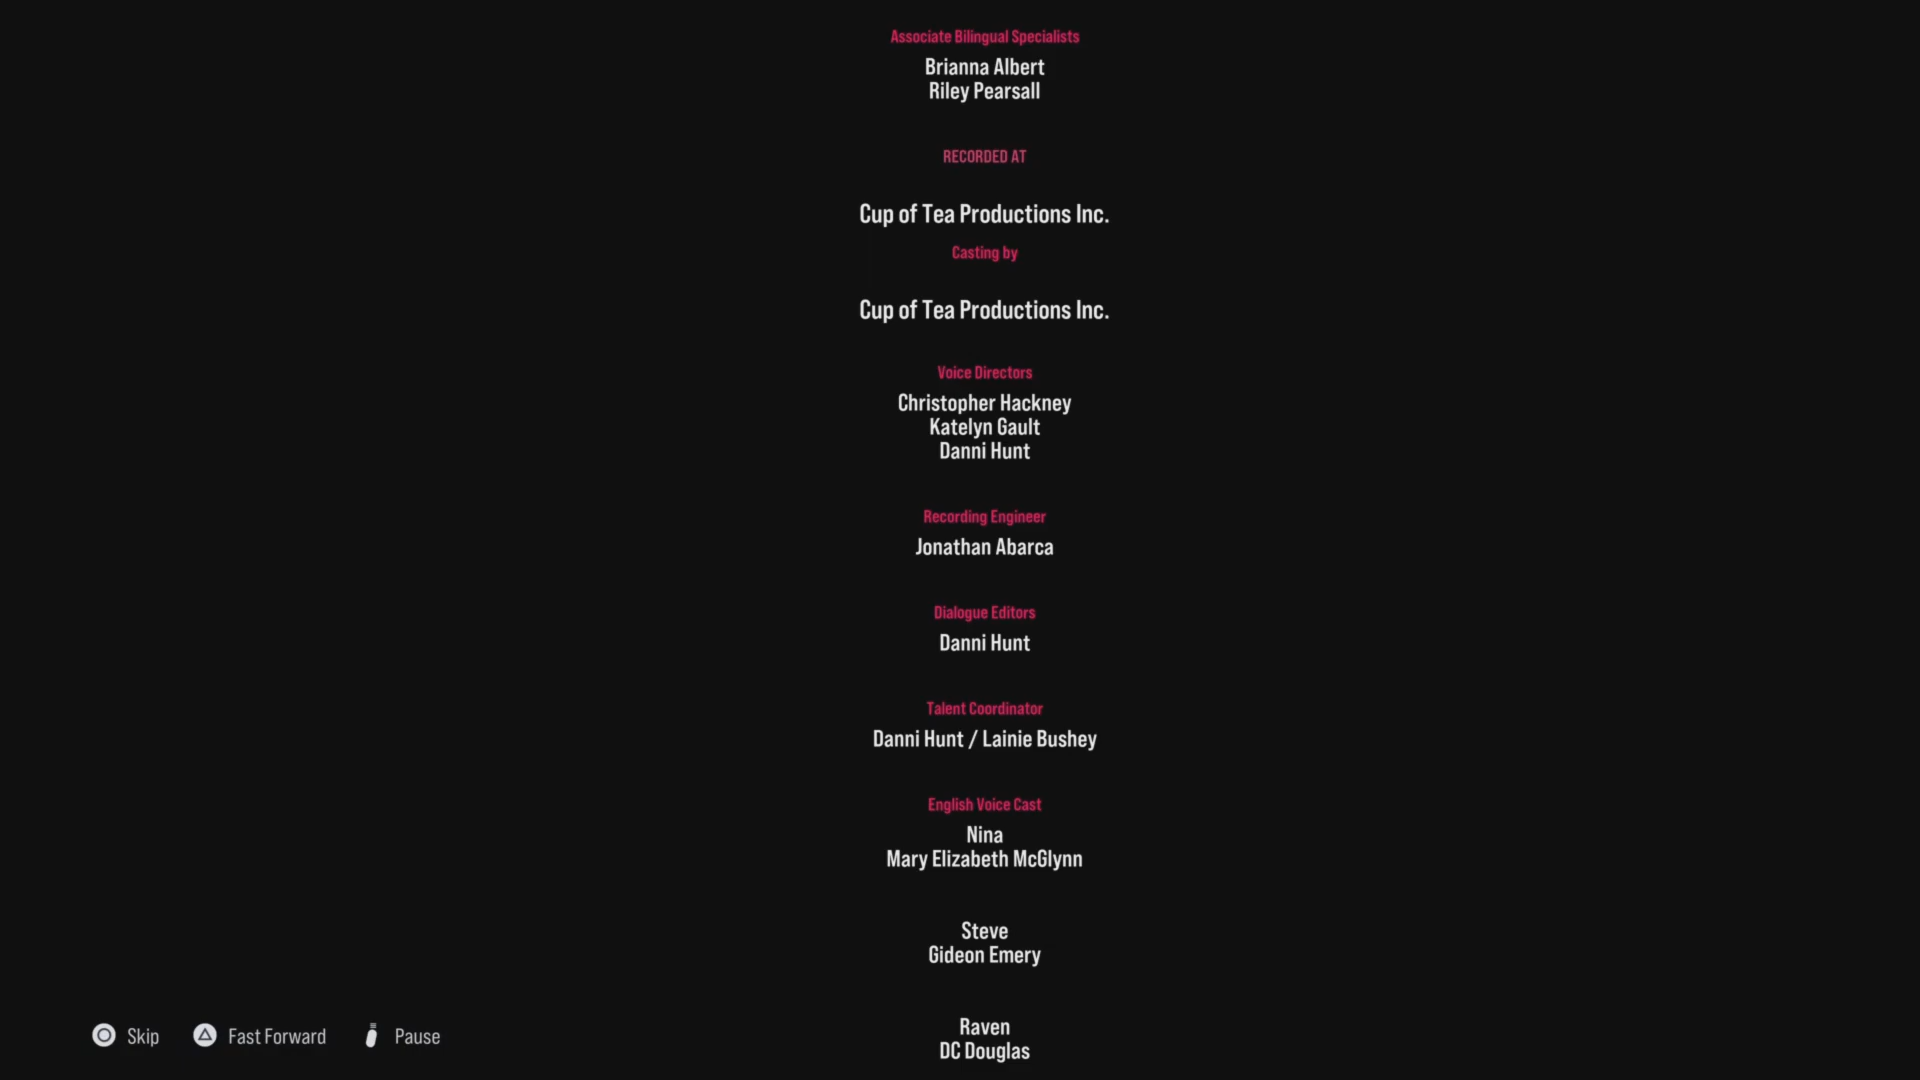 Associate Bilingual Specialists
Brianna Albert
Riley Pearsall
RECORDED AT
Cup of Tea Productions Inc.
Casting by
Cup of Tea Productions Inc.
Voice Directors
Christopher Hackney
Katelyn Gault
Danni Hunt
Recording Engineer
Jonathan Abarca
Dialogue Editors
Danni Hunt
Talent Coordinator
Danni Hunt / Lainie Bushey
English Voice Cast
Nina
Mary Elizabeth McGlynn
Steve
Gideon Emery
Raven
DC Douglas
Skip Fast Forward Pause